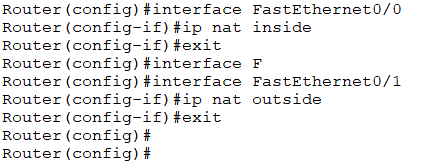 Router(config)#interface FastEthernet0/0
Router(config-if)#ip nat inside
Router(config-if)#exit
Router(config)#interface F
Router(config)#interface FastEthernet0/1
Router(config-if)#ip nat outside
Router(config-if)#exit
Router(config)#
Router(config)#